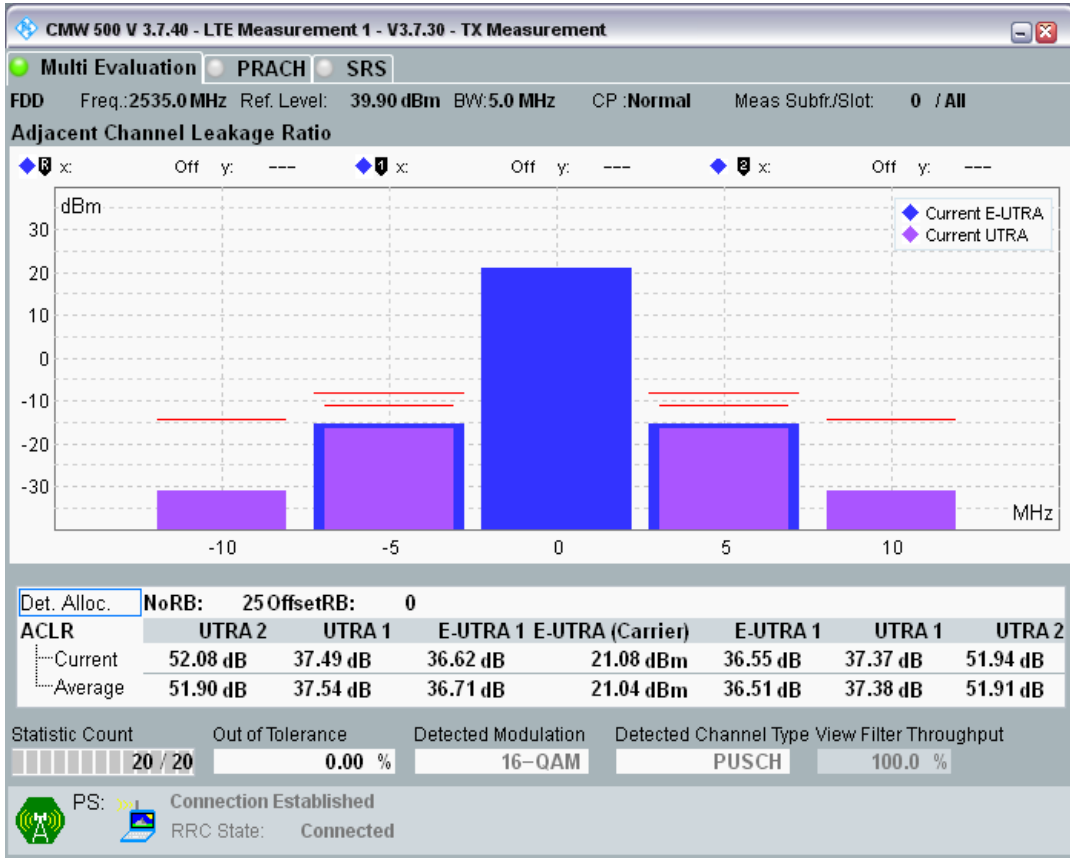 CMW 500 V 3.7.40 - LTE Measurement 1 - V3.7.30 - TX Measurement
Multi Evaluation PRACH SRS
FDD Freq.:2535.0 MHz Ref. Level: 39.90 dBm BW:5.0 MHz CP :Normal Meas Subfr./Slot: 0 / All
Adjacent Channel Leakage Ratio
R x: Off y: --- 1 x: Off y: --- 2 x: Off y: ---
dBm
Current E-UTRA
Current UTRA
30
20
10
0
-10
-20
-30
MHz
-10 -5 0 5 10
Det. Alloc. NoRB: 25 OffsetRB: 0
ACLR UTRA 2 UTRA 1 E-UTRA 1 E-UTRA (Carrier) E-UTRA 1 UTRA 1 UTRA 2
Current 52.08 dB 37.49 dB 36.62 dB 21.08 dBm 36.55 dB 37.37 dB 51.94 dB
Average 51.90 dB 37.54 dB 36.71 dB 21.04 dBm 36.51 dB 37.38 dB 51.91 dB
Statistic Count Out of Tolerance Detected Modulation Detected Channel Type View Filter Throughput
20 / 20 0.00 % 16-QAM PUSCH 100.0 %
PS: Connection Established
RRC State: Connected